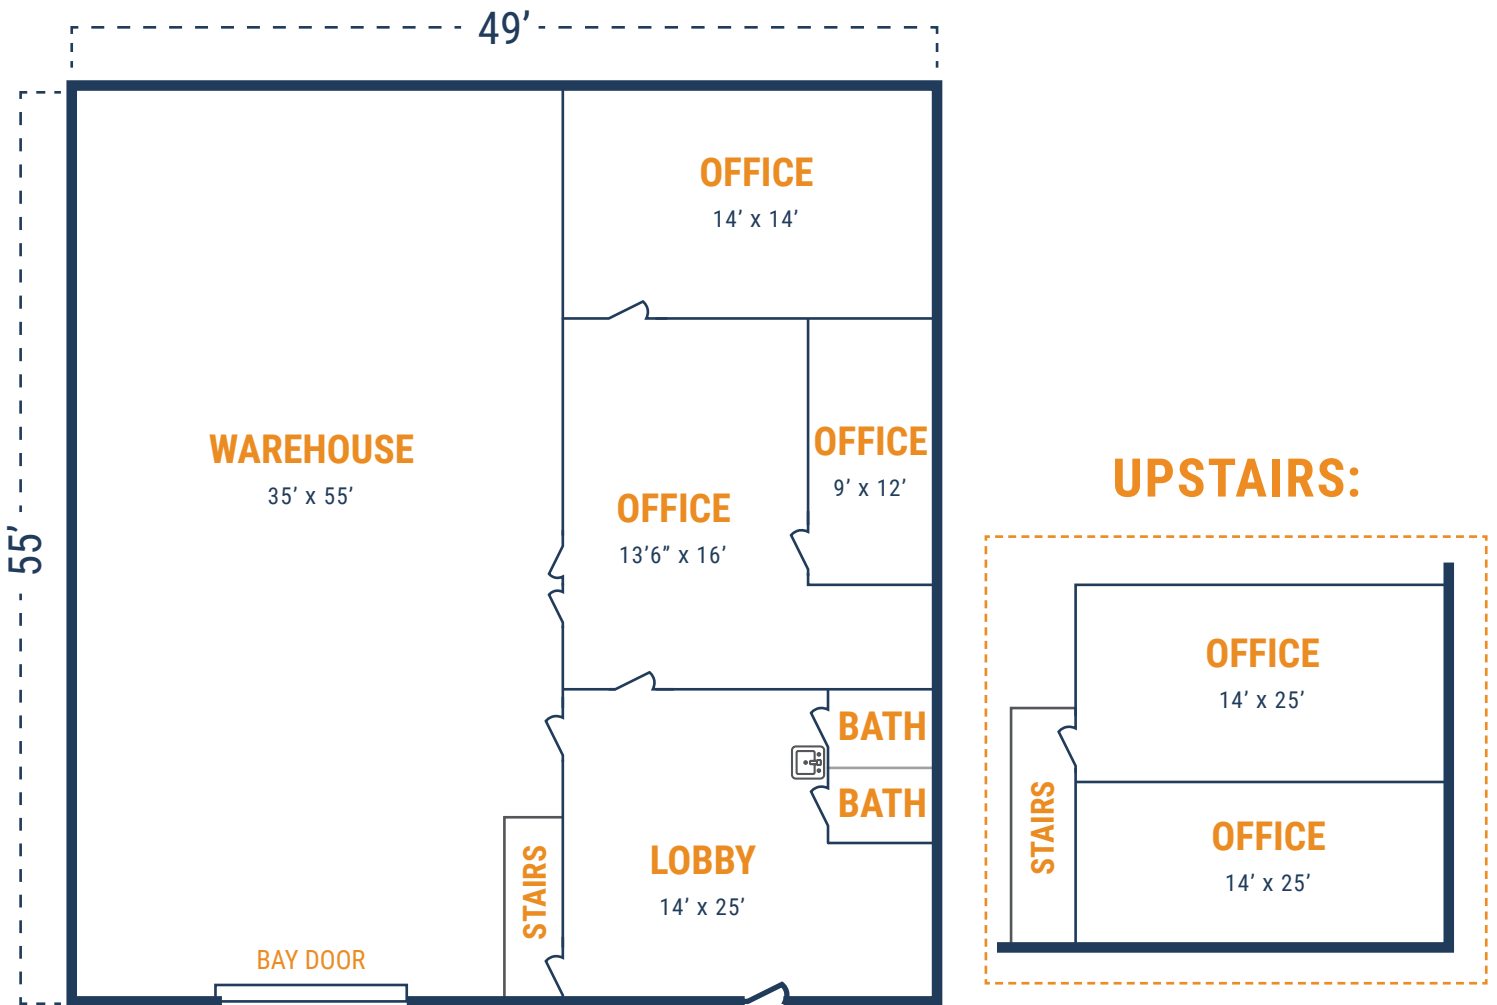 49’
55’
OFFICE
14’ x 14’
WAREHOUSE
35’ x 55’
OFFICE
13’6” x 16’
OFFICE
9’ x 12’
BATH
BATH
LOBBY
14’ x 25’
STAIRS
BAY DOOR
UPSTAIRS:
OFFICE
14’ x 25’
STAIRS
OFFICE
14’ x 25’